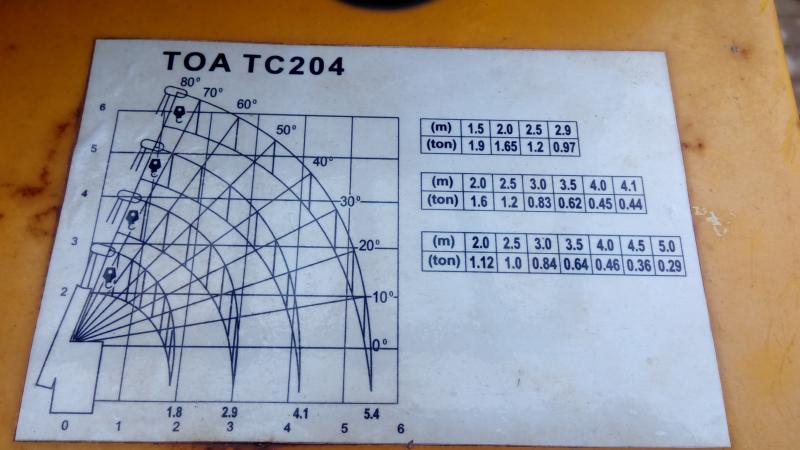 TOA TC204
80° 70° 60° 50° 40° 30° 20° 10° 0°
6
5
4
3
2
1.8 2.9 4.1 5.4
0 1 2 3 4 5 6
(m) 1.5 2.0 2.5 2.9
(ton) 1.9 1.65 1.2 0.97
(m) 2.0 2.5 3.0 3.5 4.0 4.1
(ton) 1.6 1.2 0.83 0.62 0.45 0.44
(m) 2.0 2.5 3.0 3.5 4.0 4.5 5.0
(ton) 1.12 1.0 0.84 0.64 0.46 0.36 0.29